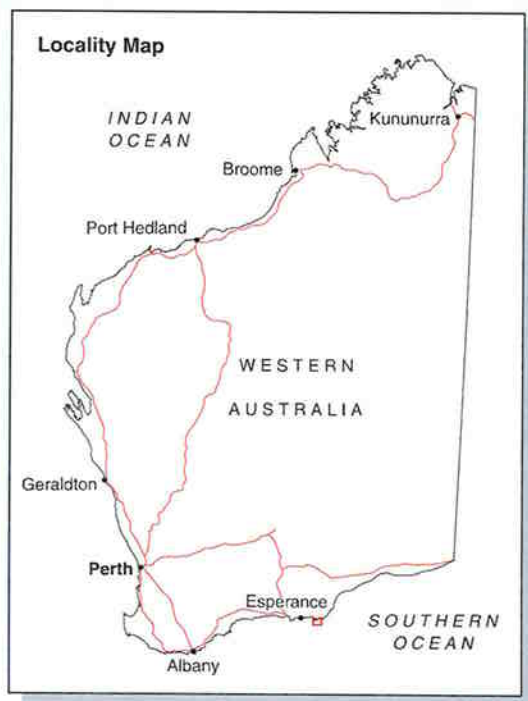 Locality Map
INDIAN
OCEAN
Kununurra
Broome
Port Hedland
WESTERN
AUSTRALIA
Geraldton
Perth
Esperance
SOUTHERN
OCEAN
Albany